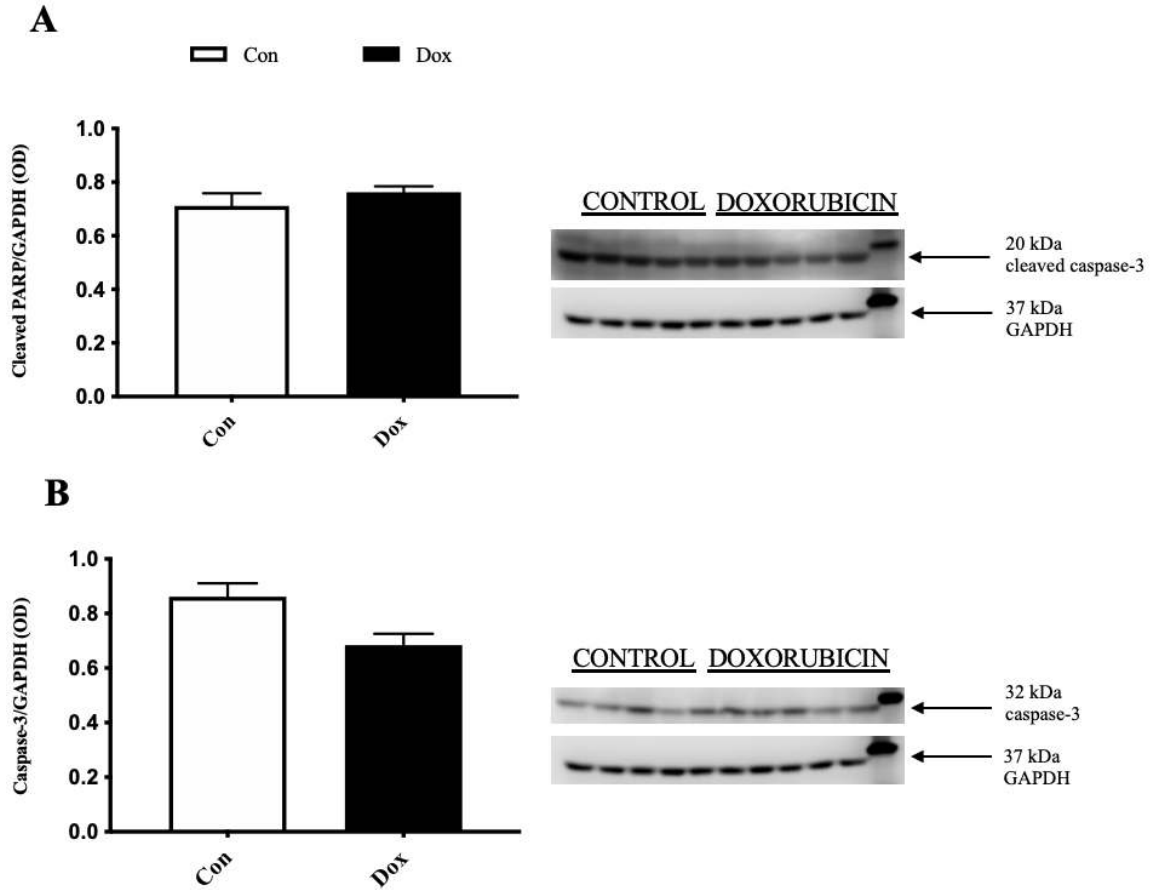 A
Con Dox
Cleaved PARP/GAPDH (OD)
1.0
0.8
0.6
0.4
0.2
0.0
Con Dox
CONTROL DOXORUBICIN
20 kDa
cleaved caspase-3
37 kDa
GAPDH
B
Caspase-3/GAPDH (OD)
1.0
0.8
0.6
0.4
0.2
0.0
Con Dox
CONTROL DOXORUBICIN
32 kDa
caspase-3
37 kDa
GAPDH